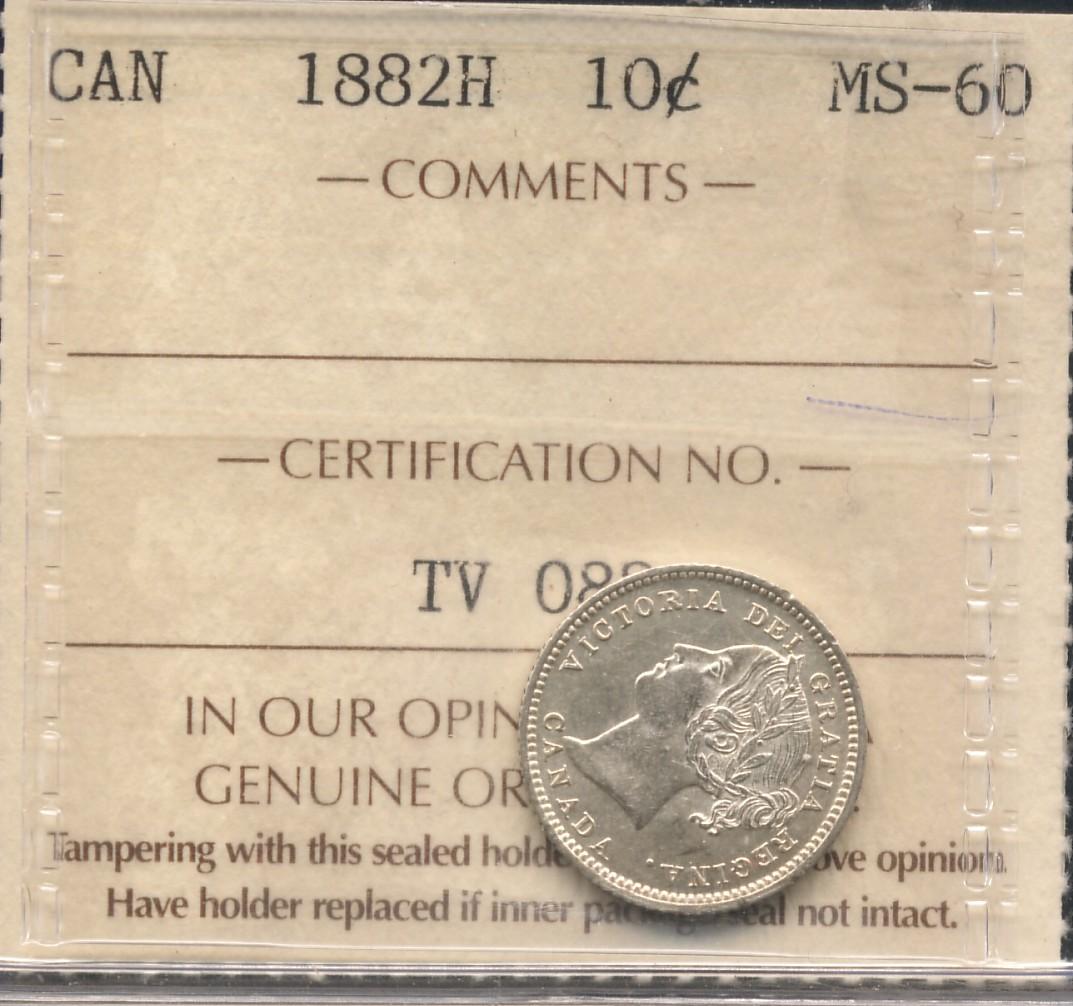 CAN 1882H 10¢ MS-60
— COMMENTS —
— CERTIFICATION NO. —
TV 08
VICTORIA DEI GRATIA REGINA.
CANADA
IN OUR OPIN
GENUINE OR
Tampering with this sealed holde ove opinion.
Have holder replaced if inner package seal not intact.